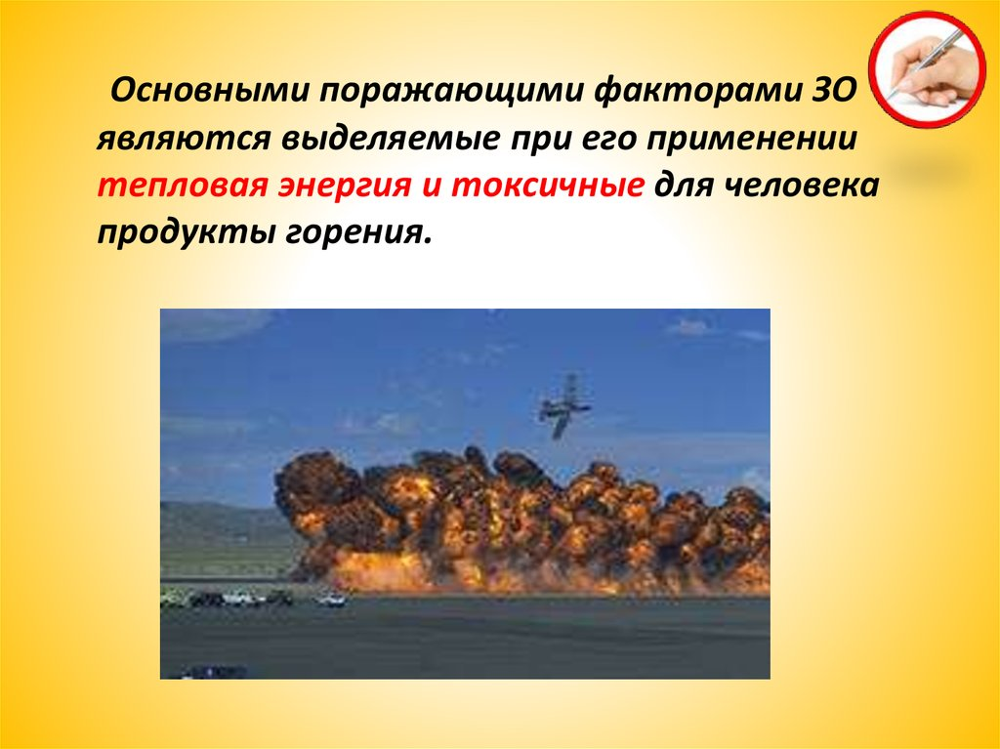 Основными поражающими факторами ЗО
являются выделяемые при его применении
тепловая энергия и токсичные для человека
продукты горения.